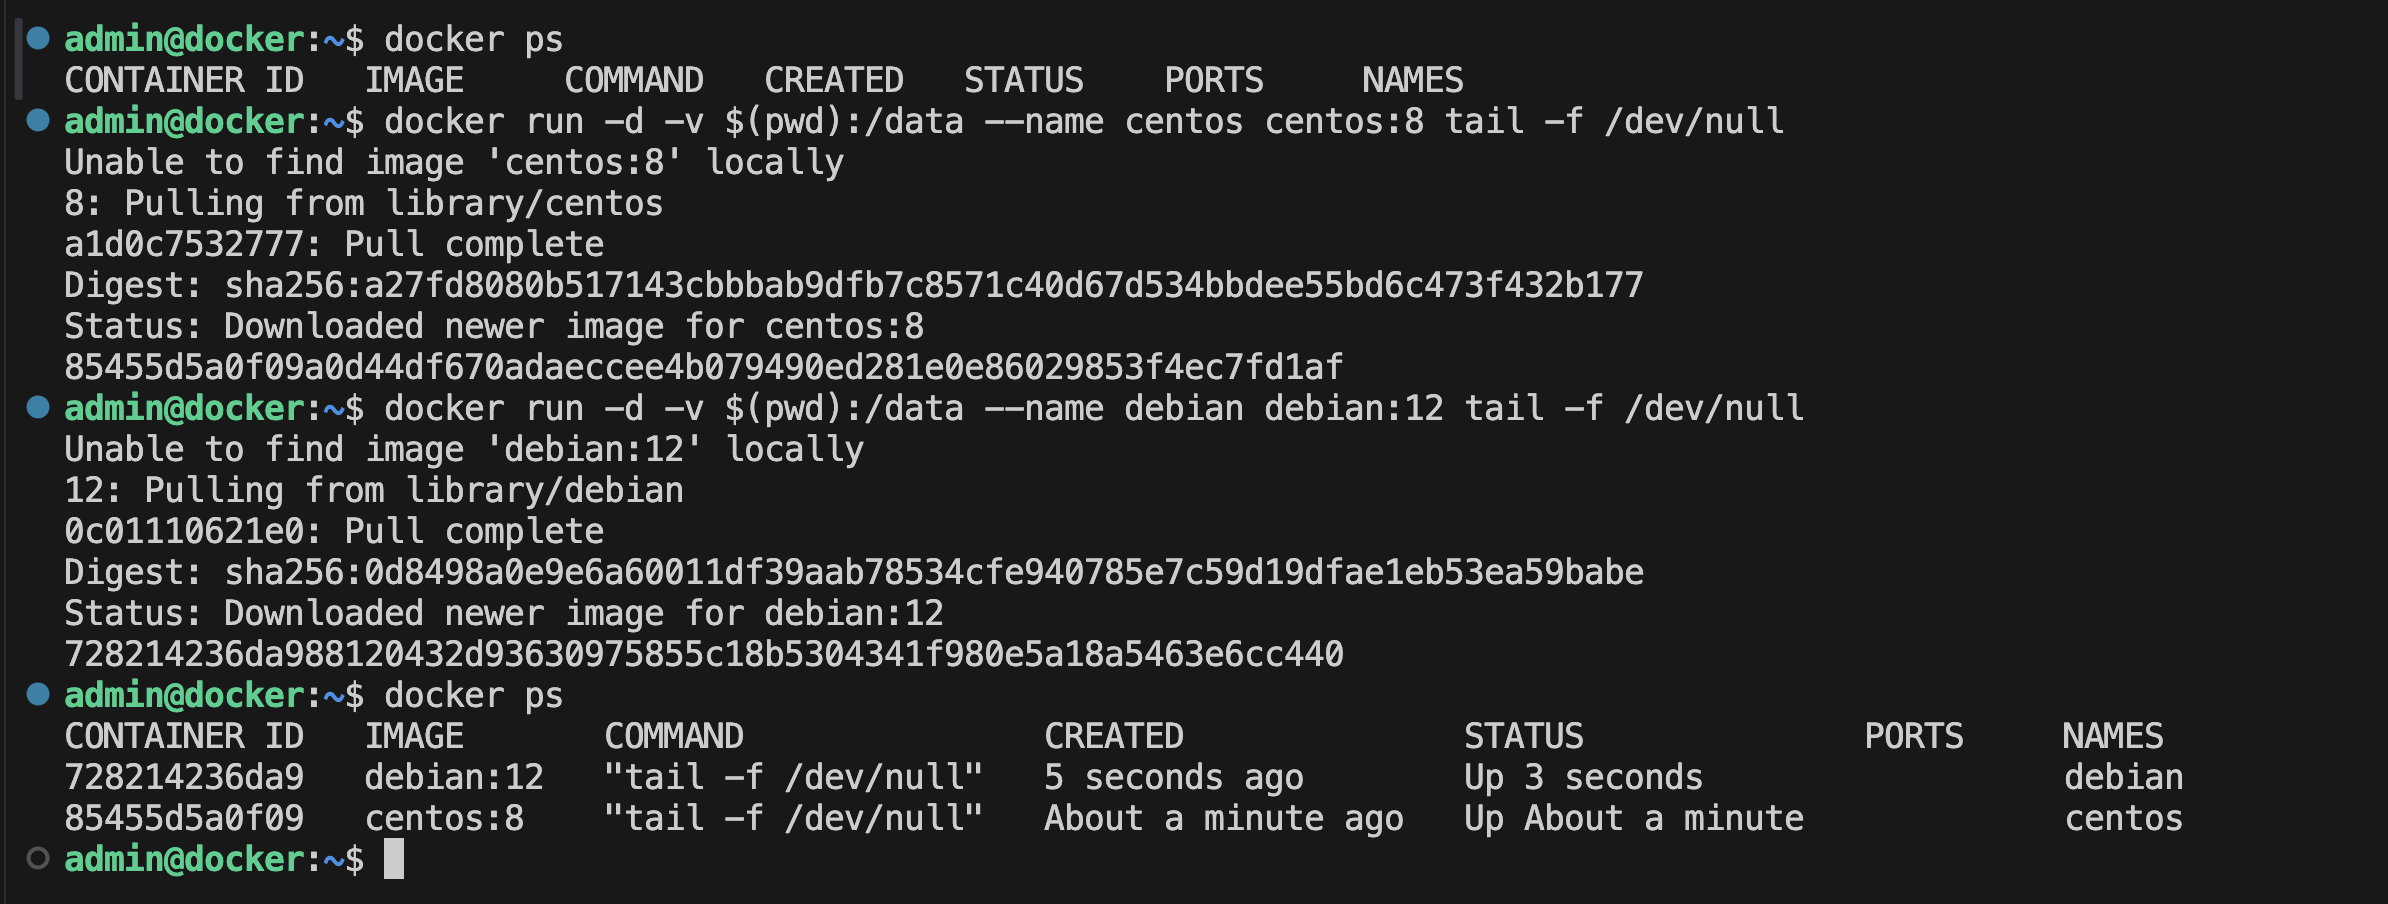 admin@docker:~$ docker ps
CONTAINER ID   IMAGE     COMMAND   CREATED   STATUS    PORTS     NAMES
admin@docker:~$ docker run -d -v $(pwd):/data --name centos centos:8 tail -f /dev/null
Unable to find image 'centos:8' locally
8: Pulling from library/centos
a1d0c7532777: Pull complete
Digest: sha256:a27fd8080b517143cbbbab9dfb7c8571c40d67d534bbdee55bd6c473f432b177
Status: Downloaded newer image for centos:8
85455d5a0f09a0d44df670adaeccee4b079490ed281e0e86029853f4ec7fd1af
admin@docker:~$ docker run -d -v $(pwd):/data --name debian debian:12 tail -f /dev/null
Unable to find image 'debian:12' locally
12: Pulling from library/debian
0c01110621e0: Pull complete
Digest: sha256:0d8498a0e9e6a60011df39aab78534cfe940785e7c59d19dfae1eb53ea59babe
Status: Downloaded newer image for debian:12
728214236da988120432d93630975855c18b5304341f980e5a18a5463e6cc440
admin@docker:~$ docker ps
CONTAINER ID   IMAGE       COMMAND               CREATED              STATUS              PORTS     NAMES
728214236da9   debian:12   "tail -f /dev/null"   5 seconds ago        Up 3 seconds                  debian
85455d5a0f09   centos:8    "tail -f /dev/null"   About a minute ago   Up About a minute             centos
admin@docker:~$